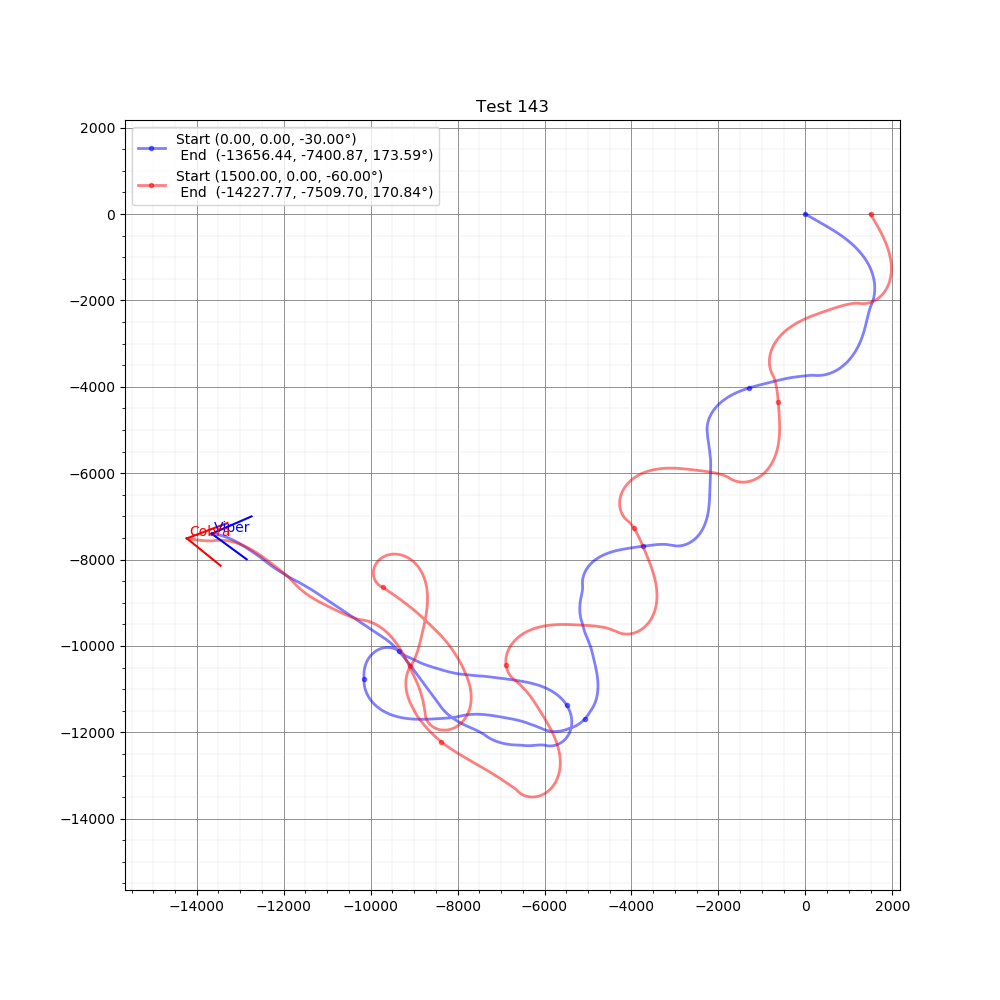 Test 143
Start (0.00, 0.00, -30.00°)
End (-13656.44, -7400.87, 173.59°)
Start (1500.00, 0.00, -60.00°)
End (-14227.77, -7509.70, 170.84°)
2000
0
−2000
−4000
−6000
−8000
−10000
−12000
−14000
Cobra
Viper
−14000 −12000 −10000 −8000 −6000 −4000 −2000 0 2000